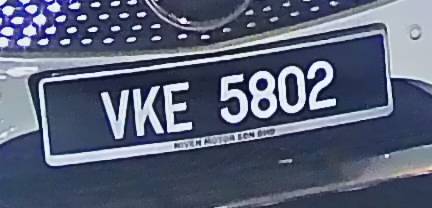 VKE 5802
NIVEN MOTOR SDN BHD